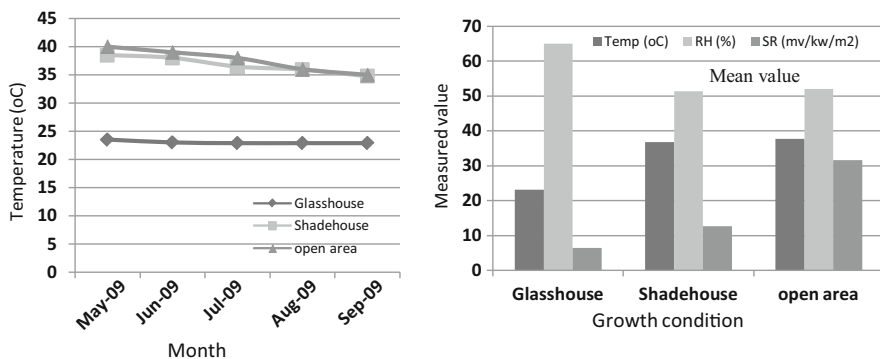 45
40
35
30
25
20
15
10
5
0
Temperature (oC)
Glasshouse
Shadehouse
open area
May-09
Jun-09
Jul-09
Aug-09
Sep-09
Month
80
70
60
50
40
30
20
10
0
Measured value
Temp (oC) RH (%) SR (mv/kw/m2)
Mean value
Glasshouse Shadehouse open area
Growth condition